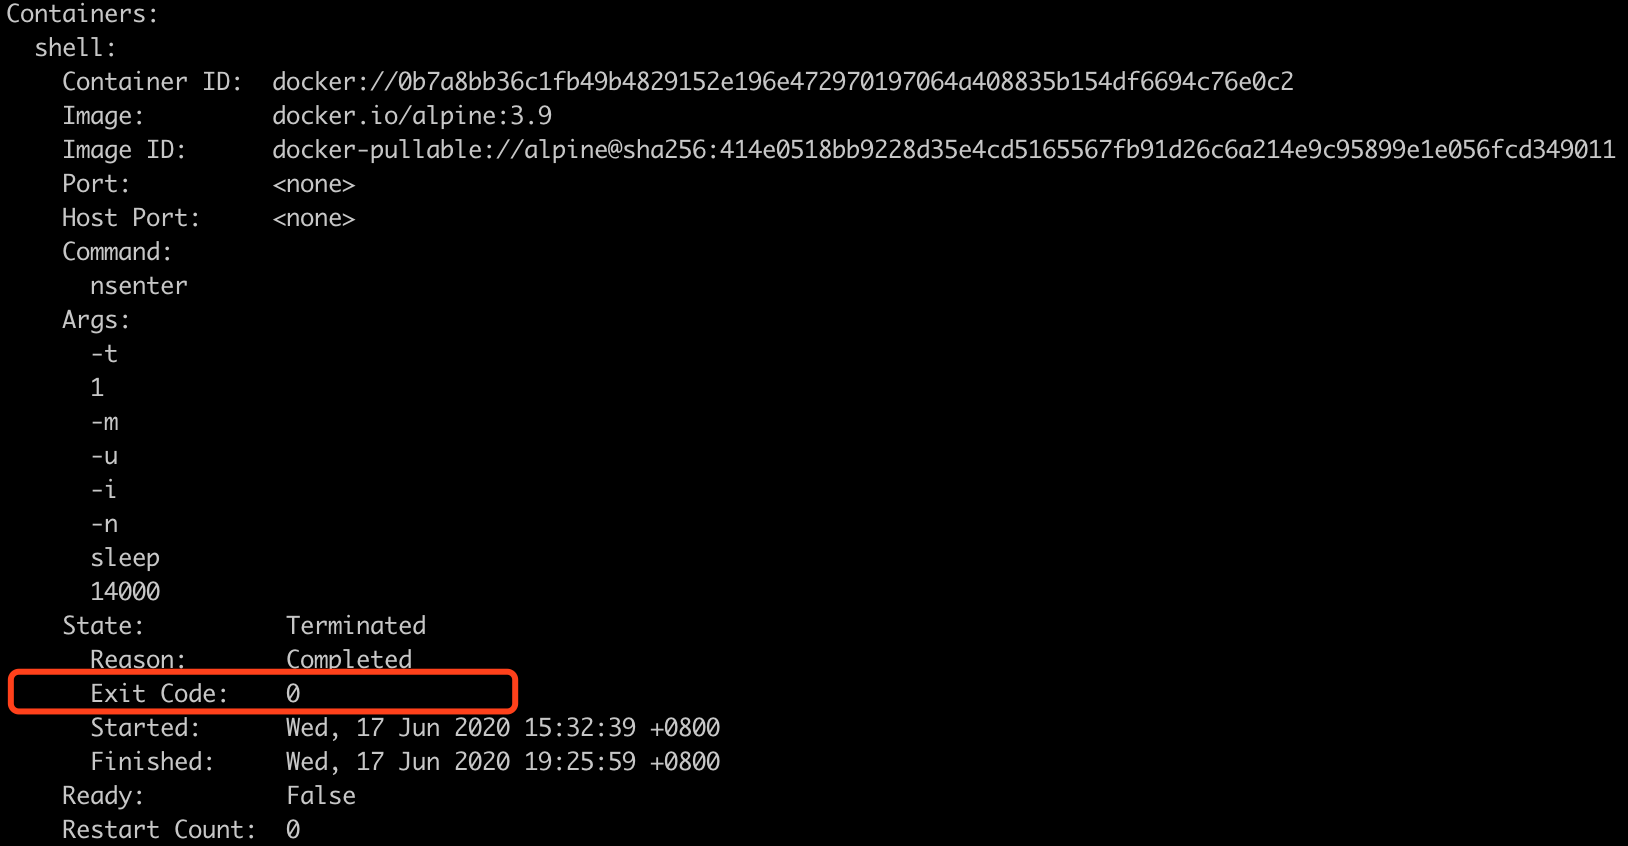 Containers:
shell:
Container ID: docker://0b7a8bb36c1fb49b4829152e196e472970197064a408835b154df6694c76e0c2
Image: docker.io/alpine:3.9
Image ID: docker-pullable://alpine@sha256:414e0518bb9228d35e4cd5165567fb91d26c6a214e9c95899e1e056fcd349011
Port: <none>
Host Port: <none>
Command:
nsenter
Args:
-t
1
-m
-u
-i
-n
sleep
14000
State: Terminated
Reason: Completed
Exit Code: 0
Started: Wed, 17 Jun 2020 15:32:39 +0800
Finished: Wed, 17 Jun 2020 19:25:59 +0800
Ready: False
Restart Count: 0